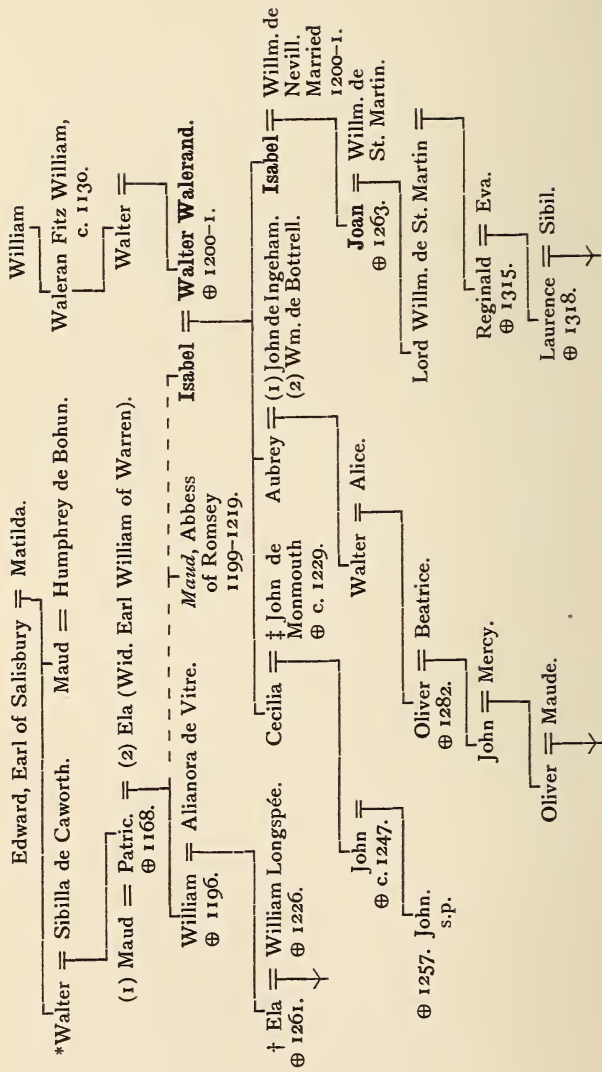 Edward, Earl of Salisbury = Matilda.
William
*Walter = Sibilla de Caworth.
Maud = Humphrey de Bohun.
Waleran Fitz William,
c. 1130.
(1) Maud = Patric. = (2) Ela (Wid. Earl William of Warren).
⊕ 1168.
Walter =
William = Alianora de Vitre.
⊕ 1196.
Maud, Abbess
of Romsey
1199–1219.
Isabel = Walter Walerand.
⊕ 1200–1.
† Ela = William Longspée.
⊕ 1261.
⊕ 1226.
Cecilia = ‡ John de
Monmouth
⊕ c. 1229.
Aubrey = (1) John de Ingeham.
(2) Wm. de Bottrell.
Isabel = Willm. de
Nevill.
Married
1200–1.
John =
⊕ c. 1247.
Walter = Alice.
Joan = Willm. de
⊕ 1263.
St. Martin.
⊕ 1257. John.
s.p.
Oliver = Beatrice.
⊕ 1282.
Lord Willm. de St. Martin =
John = Mercy.
Reginald = Eva.
⊕ 1315.
Oliver = Maude.
Laurence = Sibil.
⊕ 1318.